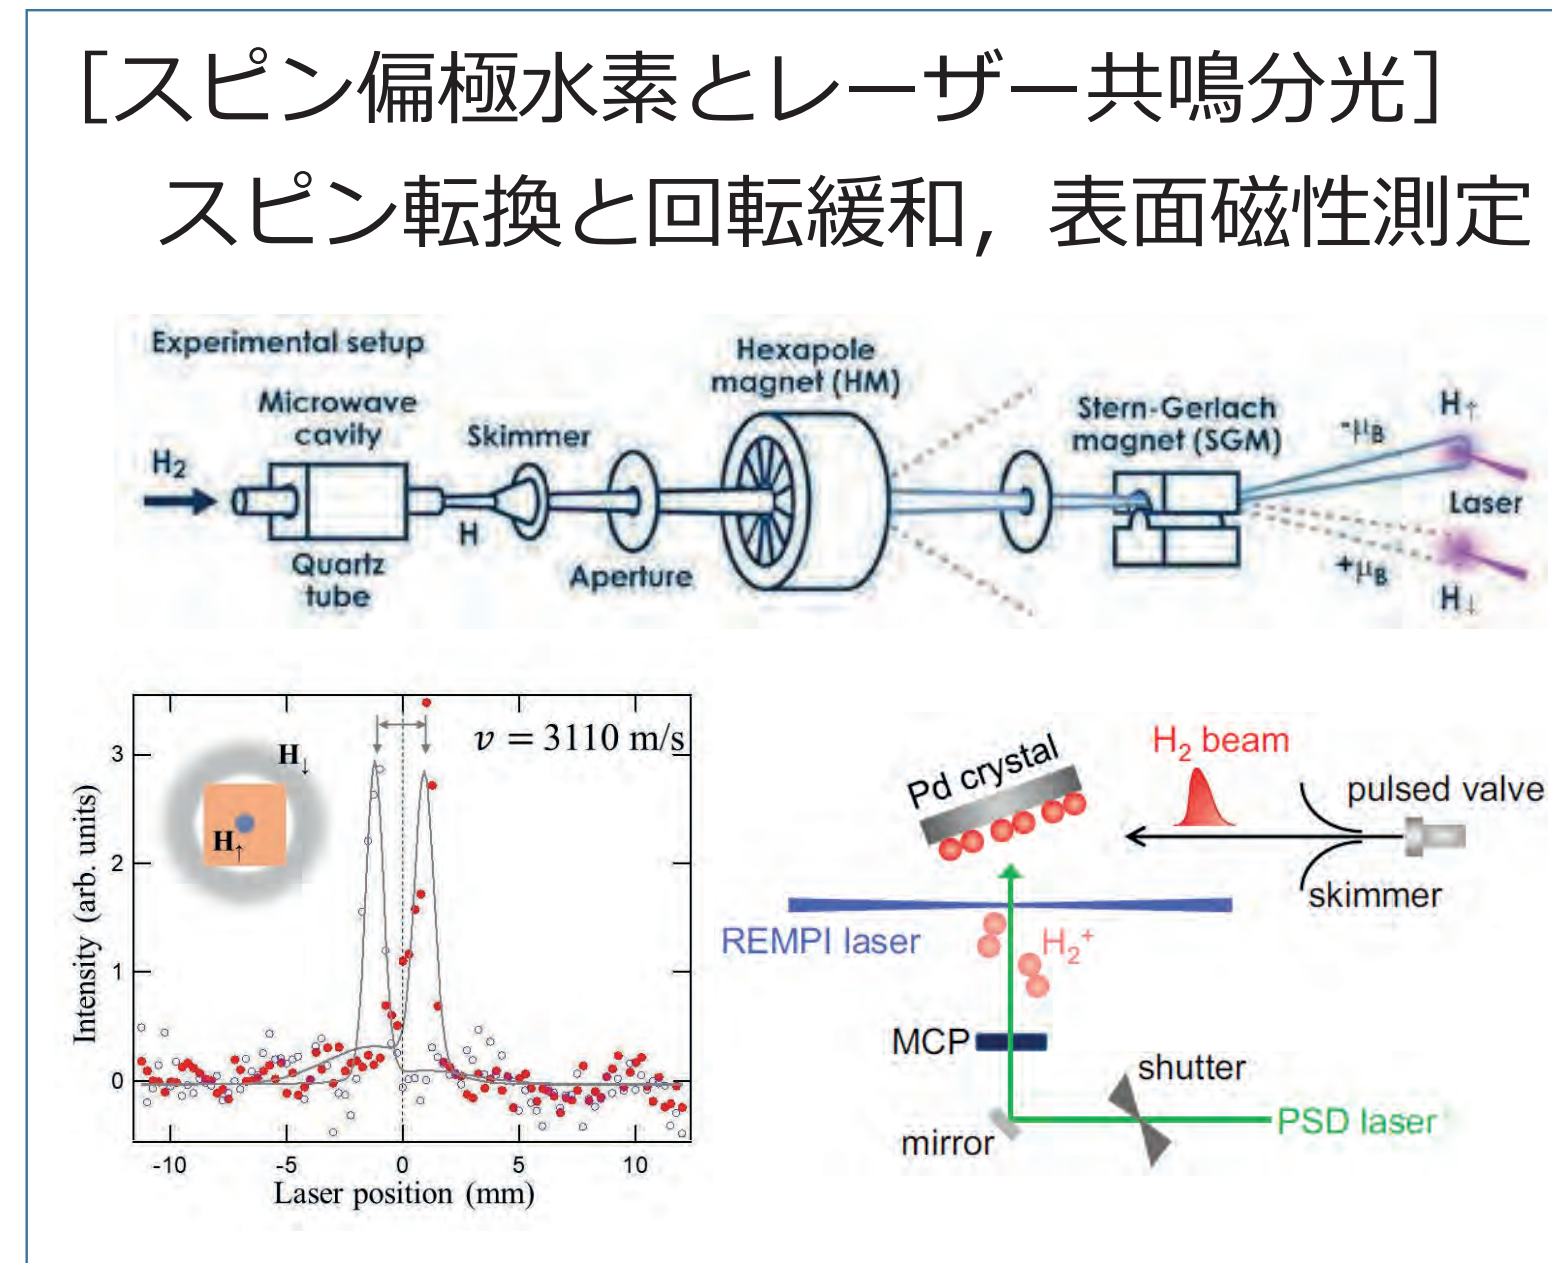 ［スピン偏極水素とレーザー共鳴分光］
スピン転換と回転緩和，表面磁性測定
Experimental setup
Microwave
cavity
H₂
Quartz
tube
H
Skimmer
Aperture
Hexapole
magnet (HM)
Stern-Gerlach
magnet (SGM)
-μB
H↑
Laser
+μB
H↓
3
2
1
0
Intensity (arb. units)
H↓
H↑
v = 3110 m/s
-10
-5
0
5
10
Laser position (mm)
Pd crystal
H₂ beam
pulsed valve
skimmer
REMPI laser
H₂⁺
MCP
shutter
mirror
PSD laser